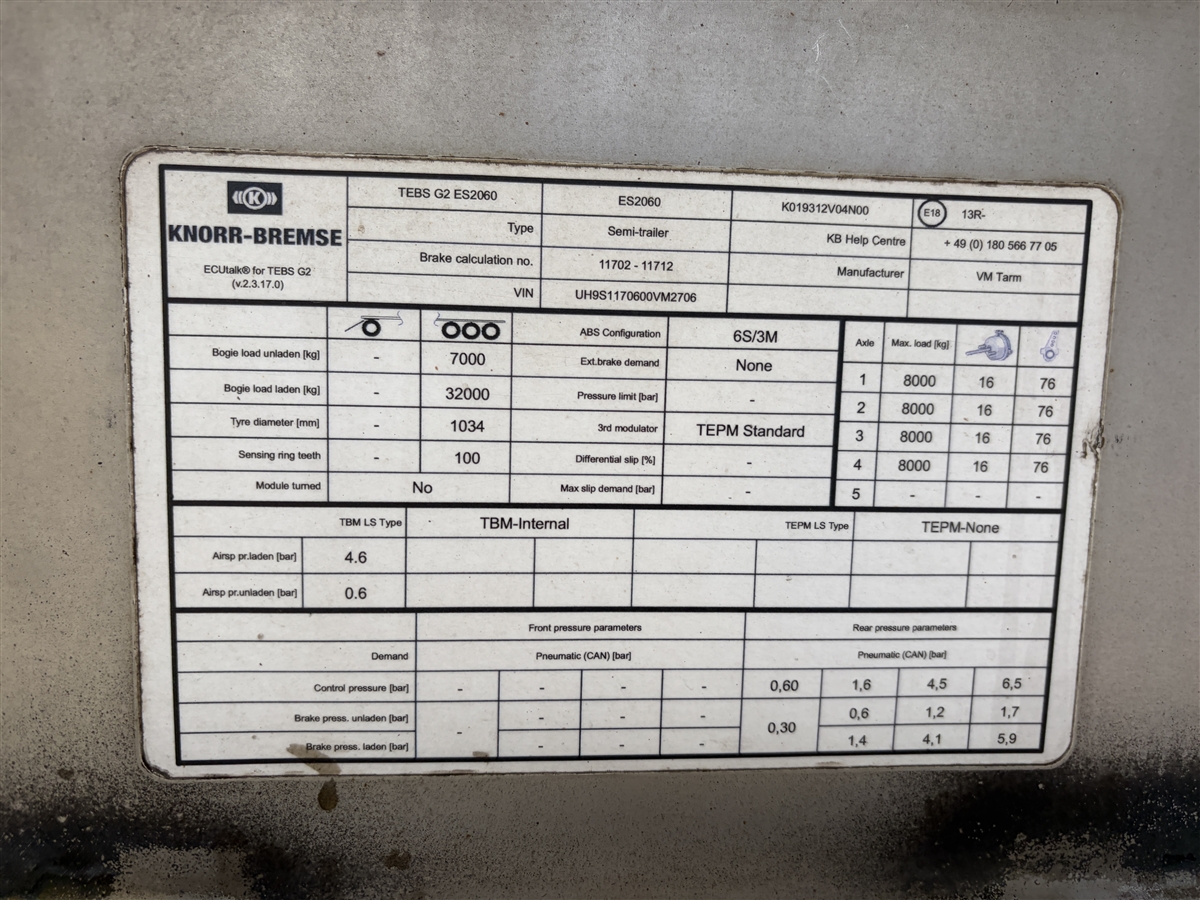 KNORR-BREMSE
ECUtalk® for TEBS G2
(v.2.3.17.0)
TEBS G2 ES2060 ES2060 K019312V04N00 E18 13R-
Type Semi-trailer KB Help Centre + 49 (0) 180 566 77 05
Brake calculation no. 11702 - 11712 Manufacturer VM Tarm
VIN UH9S1170600VM2706
Bogie load unladen [kg] - 7000
Bogie load laden [kg] - 32000
Tyre diameter [mm] - 1034
Sensing ring teeth - 100
Module turned No
ABS Configuration 6S/3M
Ext.brake demand None
Pressure limit [bar] -
3rd modulator TEPM Standard
Differential slip [%] -
Max slip demand [bar] -
Axle Max. load [kg]
1 8000 16 76
2 8000 16 76
3 8000 16 76
4 8000 16 76
5 - - -
TBM LS Type TBM-Internal TEPM LS Type TEPM-None
Airsp pr.laden [bar] 4.6
Airsp pr.unladen [bar] 0.6
Front pressure parameters Rear pressure parameters
Demand Pneumatic (CAN) [bar] Pneumatic (CAN) [bar]
Control pressure [bar] - - - - 0,60 1,6 4,5 6,5
Brake press. unladen [bar] - - - - 0,30 0,6 1,2 1,7
Brake press. laden [bar] - - - 1,4 4,1 5,9